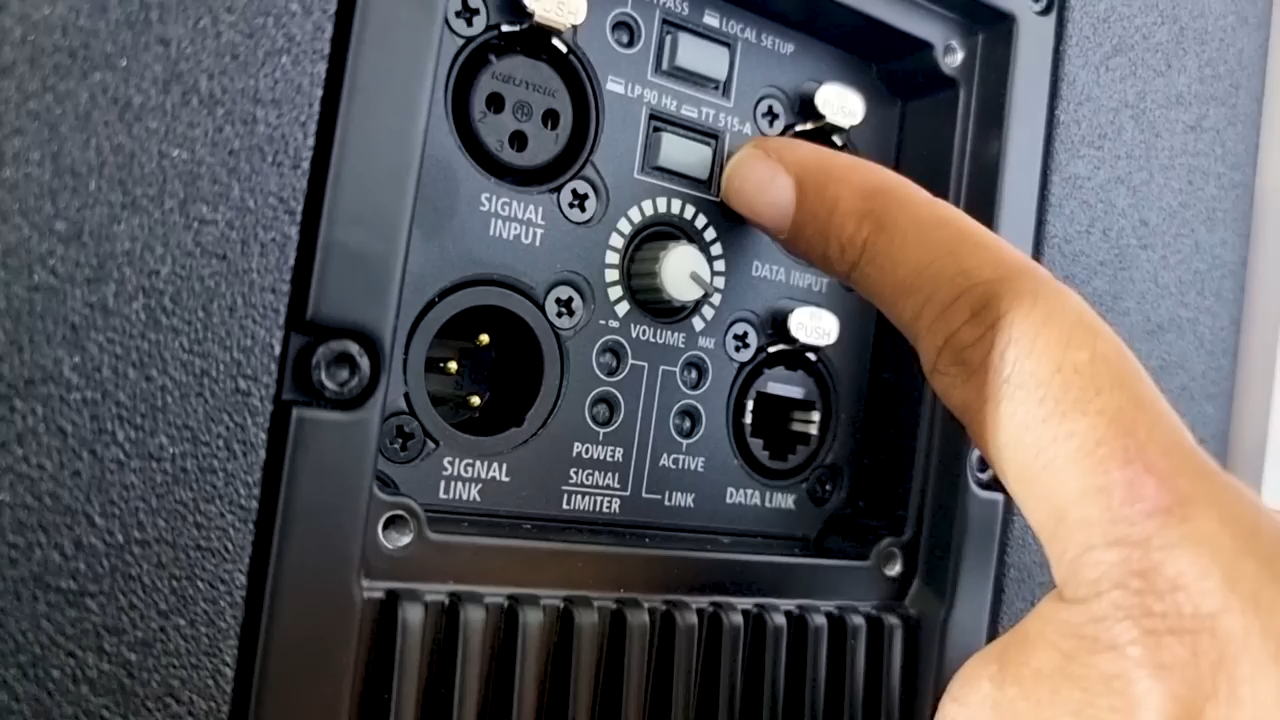 PUSH
LOCAL SETUP
NEUTRIK
2
1
3
LP 90 Hz
TT 515-A
PUSH
SIGNAL
INPUT
DATA INPUT
-∞
VOLUME
MAX
PUSH
POWER
SIGNAL
LIMITER
ACTIVE
LINK
SIGNAL
LINK
DATA LINK